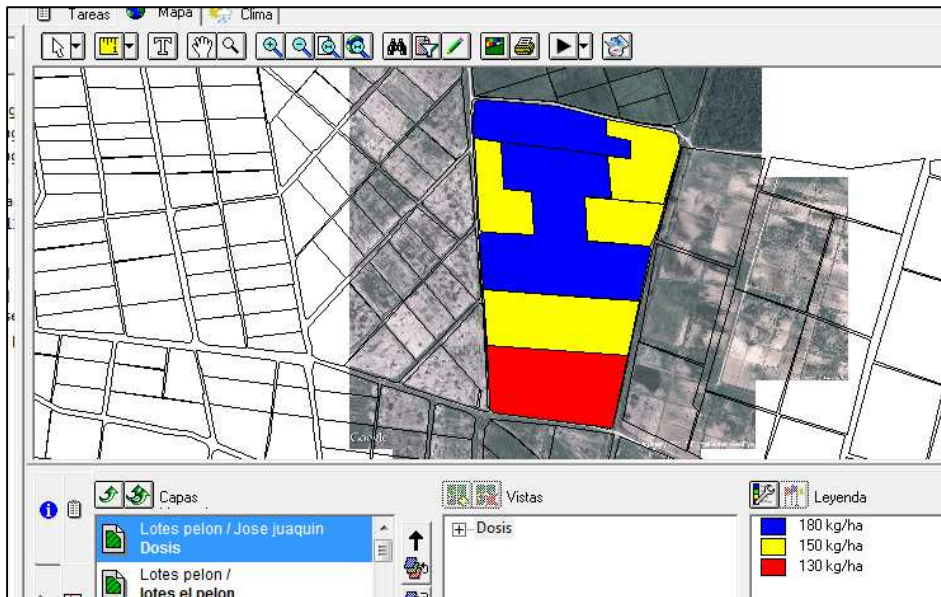 Tareas
Mapa
Clima
Google
Capas
Vistas
Leyenda
Lotes pelon / Jose juaquin
Dosis
Dosis
180 kg/ha
150 kg/ha
130 kg/ha
Lotes pelon /
lotes el pelon